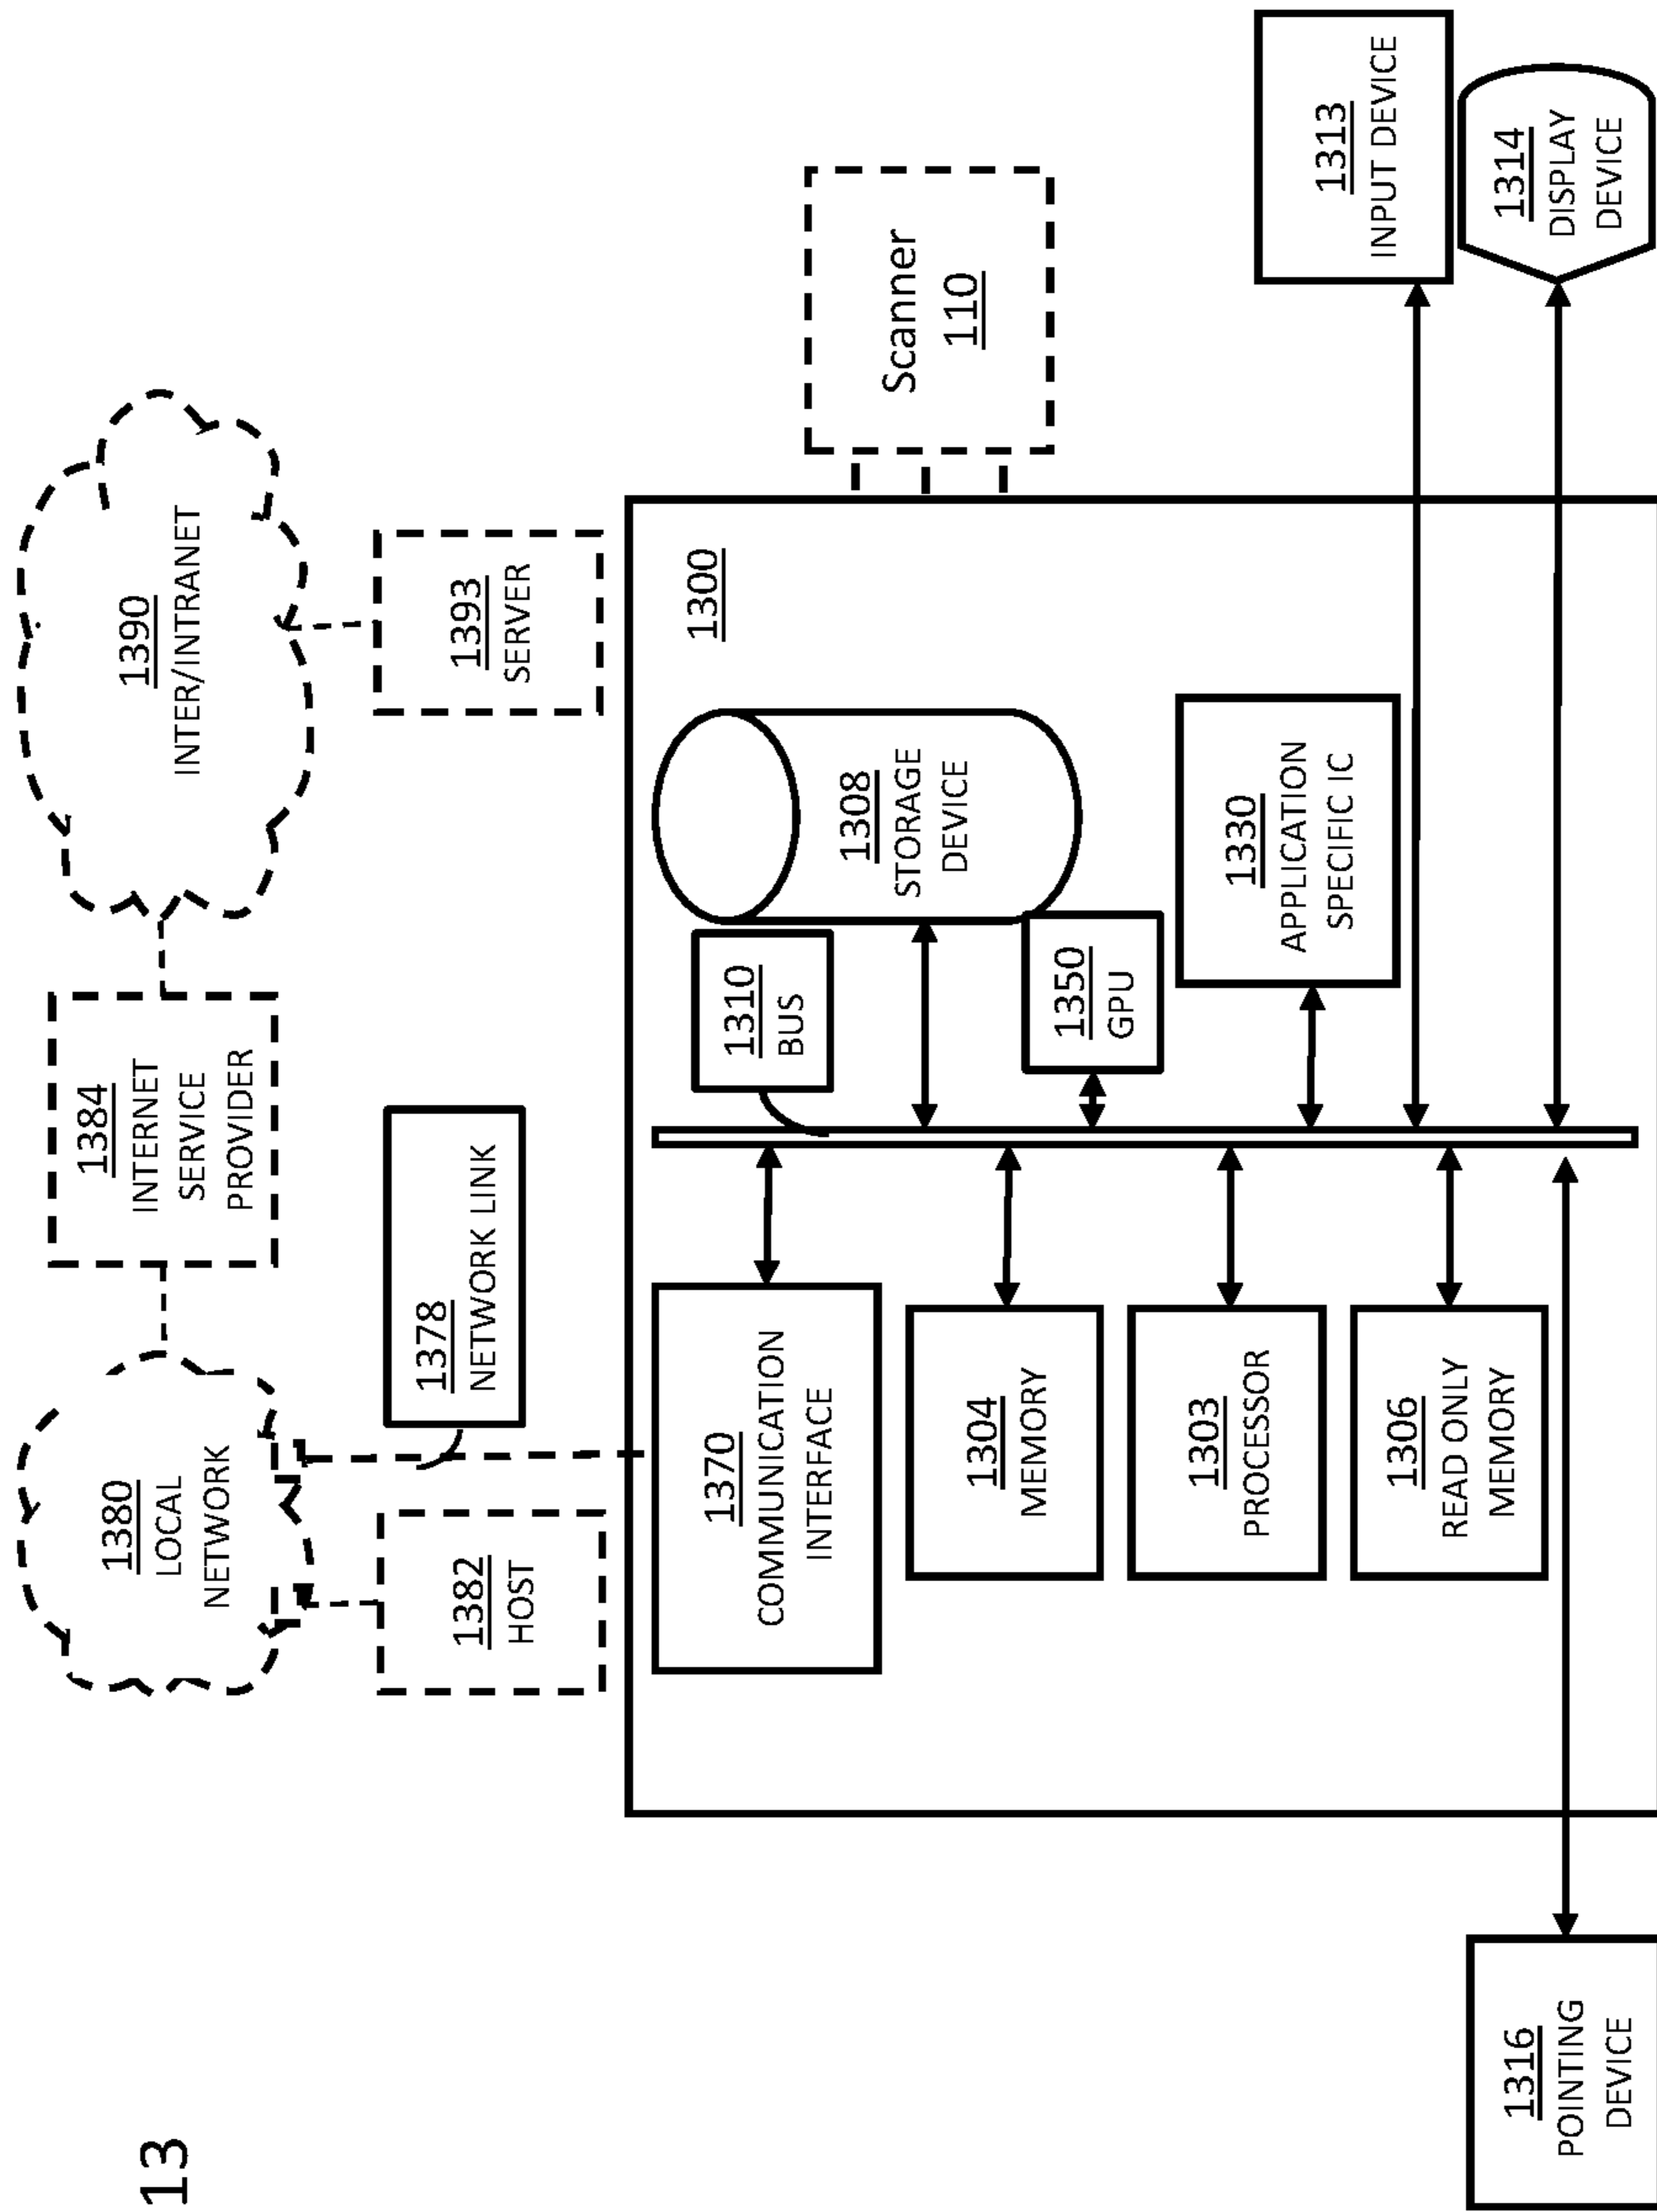 13
1380
LOCAL
NETWORK
1384
INTERNET
SERVICE
PROVIDER
1390
INTER/INTRANET
1382
HOST
1378
NETWORK LINK
1393
SERVER
1300
1370
COMMUNICATION
INTERFACE
1310
BUS
1308
STORAGE
DEVICE
Scanner
110
1304
MEMORY
1350
GPU
1303
PROCESSOR
1330
APPLICATION
SPECIFIC IC
1306
READ ONLY
MEMORY
1313
INPUT DEVICE
1316
POINTING
DEVICE
1314
DISPLAY
DEVICE